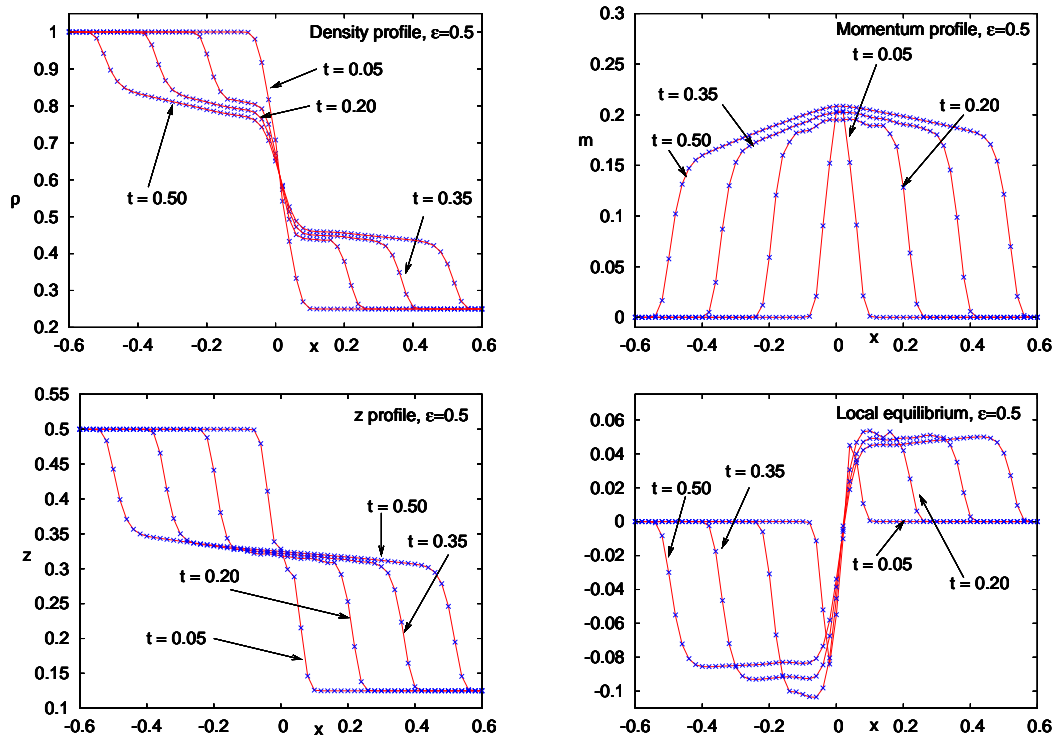 Density profile, ε=0.5
t = 0.05
t = 0.20
t = 0.50
t = 0.35
1
0.9
0.8
0.7
0.6
0.5
0.4
0.3
0.2
ρ
-0.6
-0.4
-0.2
0
0.2
0.4
0.6
x
Momentum profile, ε=0.5
t = 0.05
t = 0.35
t = 0.20
t = 0.50
0.3
0.25
0.2
0.15
0.1
0.05
0
m
-0.6
-0.4
-0.2
0
0.2
0.4
0.6
x
z profile, ε=0.5
t = 0.50
t = 0.35
t = 0.20
t = 0.05
0.55
0.5
0.45
0.4
0.35
0.3
0.25
0.2
0.15
0.1
z
-0.6
-0.4
-0.2
0
0.2
0.4
0.6
x
Local equilibrium, ε=0.5
t = 0.35
t = 0.50
t = 0.05
t = 0.20
0.06
0.04
0.02
0
-0.02
-0.04
-0.06
-0.08
-0.1
-0.6
-0.4
-0.2
0
0.2
0.4
0.6
x